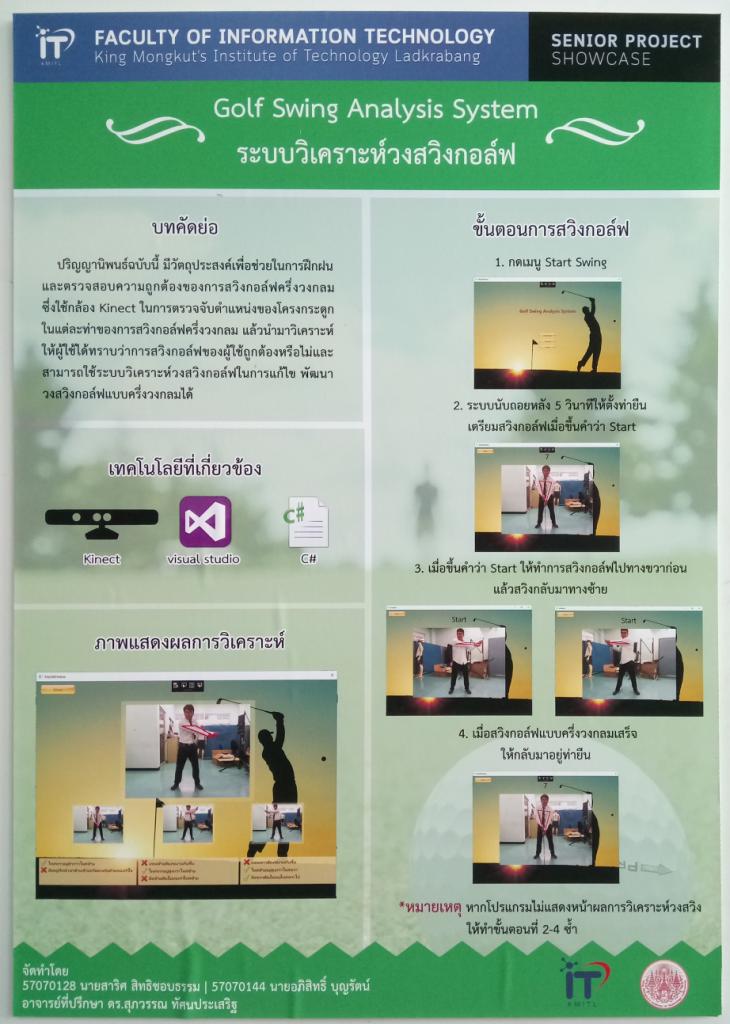 IT
KMITL
FACULTY OF INFORMATION TECHNOLOGY
King Mongkut's Institute of Technology Ladkrabang
SENIOR PROJECT
SHOWCASE
Golf Swing Analysis System
ระบบวิเคราะห์วงสวิงกอล์ฟ
บทคัดย่อ
ปริญญานิพนธ์ฉบับนี้ มีวัตถุประสงค์เพื่อช่วยในการฝึกฝน
และตรวจสอบความถูกต้องของการสวิงกอล์ฟครึ่งวงกลม
ซึ่งใช้กล้อง Kinect ในการตรวจจับตำแหน่งของโครงกระดูก
ในแต่ละท่าของการสวิงกอล์ฟครึ่งวงกลม แล้วนำมาวิเคราะห์
ให้ผู้ใช้ได้ทราบว่าการสวิงกอล์ฟของผู้ใช้ถูกต้องหรือไม่และ
สามารถใช้ระบบวิเคราะห์วงสวิงกอล์ฟในการแก้ไข พัฒนา
วงสวิงกอล์ฟแบบครึ่งวงกลมได้
เทคโนโลยีที่เกี่ยวข้อง
C#
Kinect
visual studio
C#
ภาพแสดงผลการวิเคราะห์
ขั้นตอนการสวิงกอล์ฟ
1. กดเมนู Start Swing
Golf Swing Analysis System
2. ระบบนับถอยหลัง 5 วินาทีให้ตั้งท่ายืน
เตรียมสวิงกอล์ฟเมื่อขึ้นคำว่า Start
7
3. เมื่อขึ้นคำว่า Start ให้ทำการสวิงกอล์ฟไปทางขวาก่อน
แล้วสวิงกลับมาทางซ้าย
Start
Start
4. เมื่อสวิงกอล์ฟแบบครึ่งวงกลมเสร็จ
ให้กลับมาอยู่ท่ายืน
7
*หมายเหตุ หากโปรแกรมไม่แสดงหน้าผลการวิเคราะห์วงสวิง
ให้ทำขั้นตอนที่ 2-4 ซ้ำ
จัดทำโดย
57070128 นายสาริศ สิทธิชอบธรรม | 57070144 นายอภิสิทธิ์ บุญรัตน์
อาจารย์ที่ปรึกษา ดร.สุภวรรณ ทัศนประเสริฐ
IT
KMITL